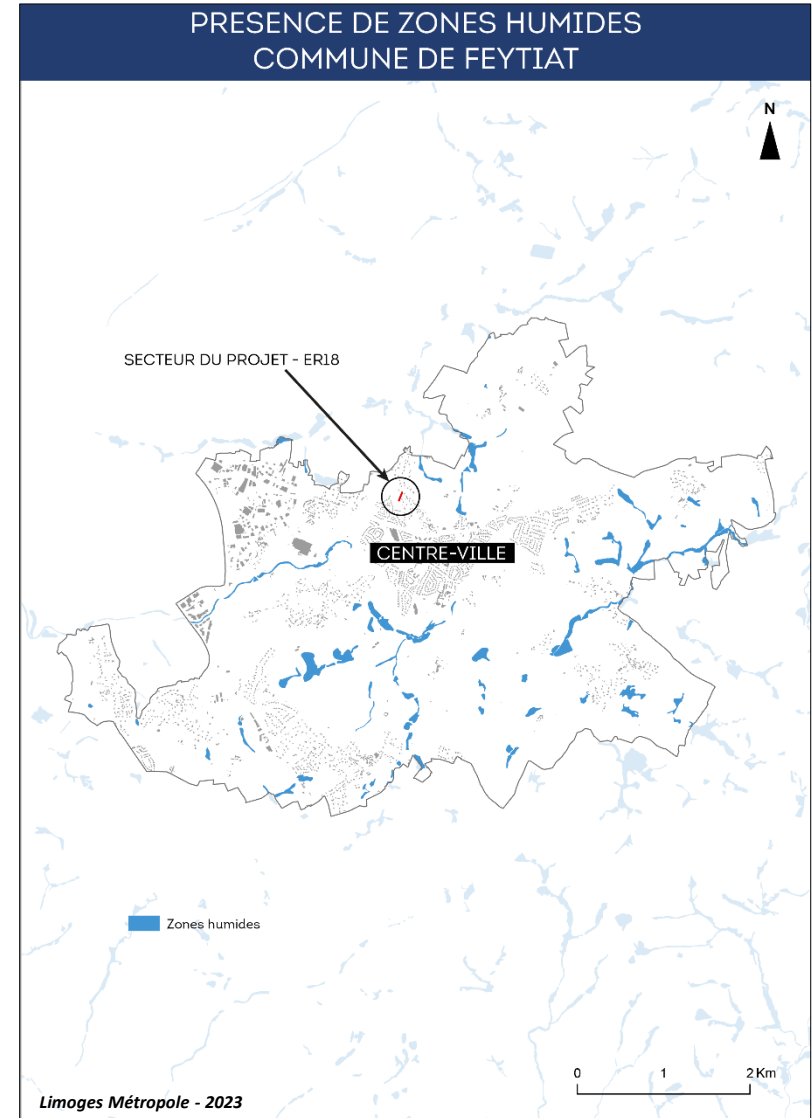 PRESENCE DE ZONES HUMIDES
COMMUNE DE FEYTIAT
N
SECTEUR DU PROJET - ER18
CENTRE-VILLE
Zones humides
0 1 2 Km
Limoges Métropole - 2023